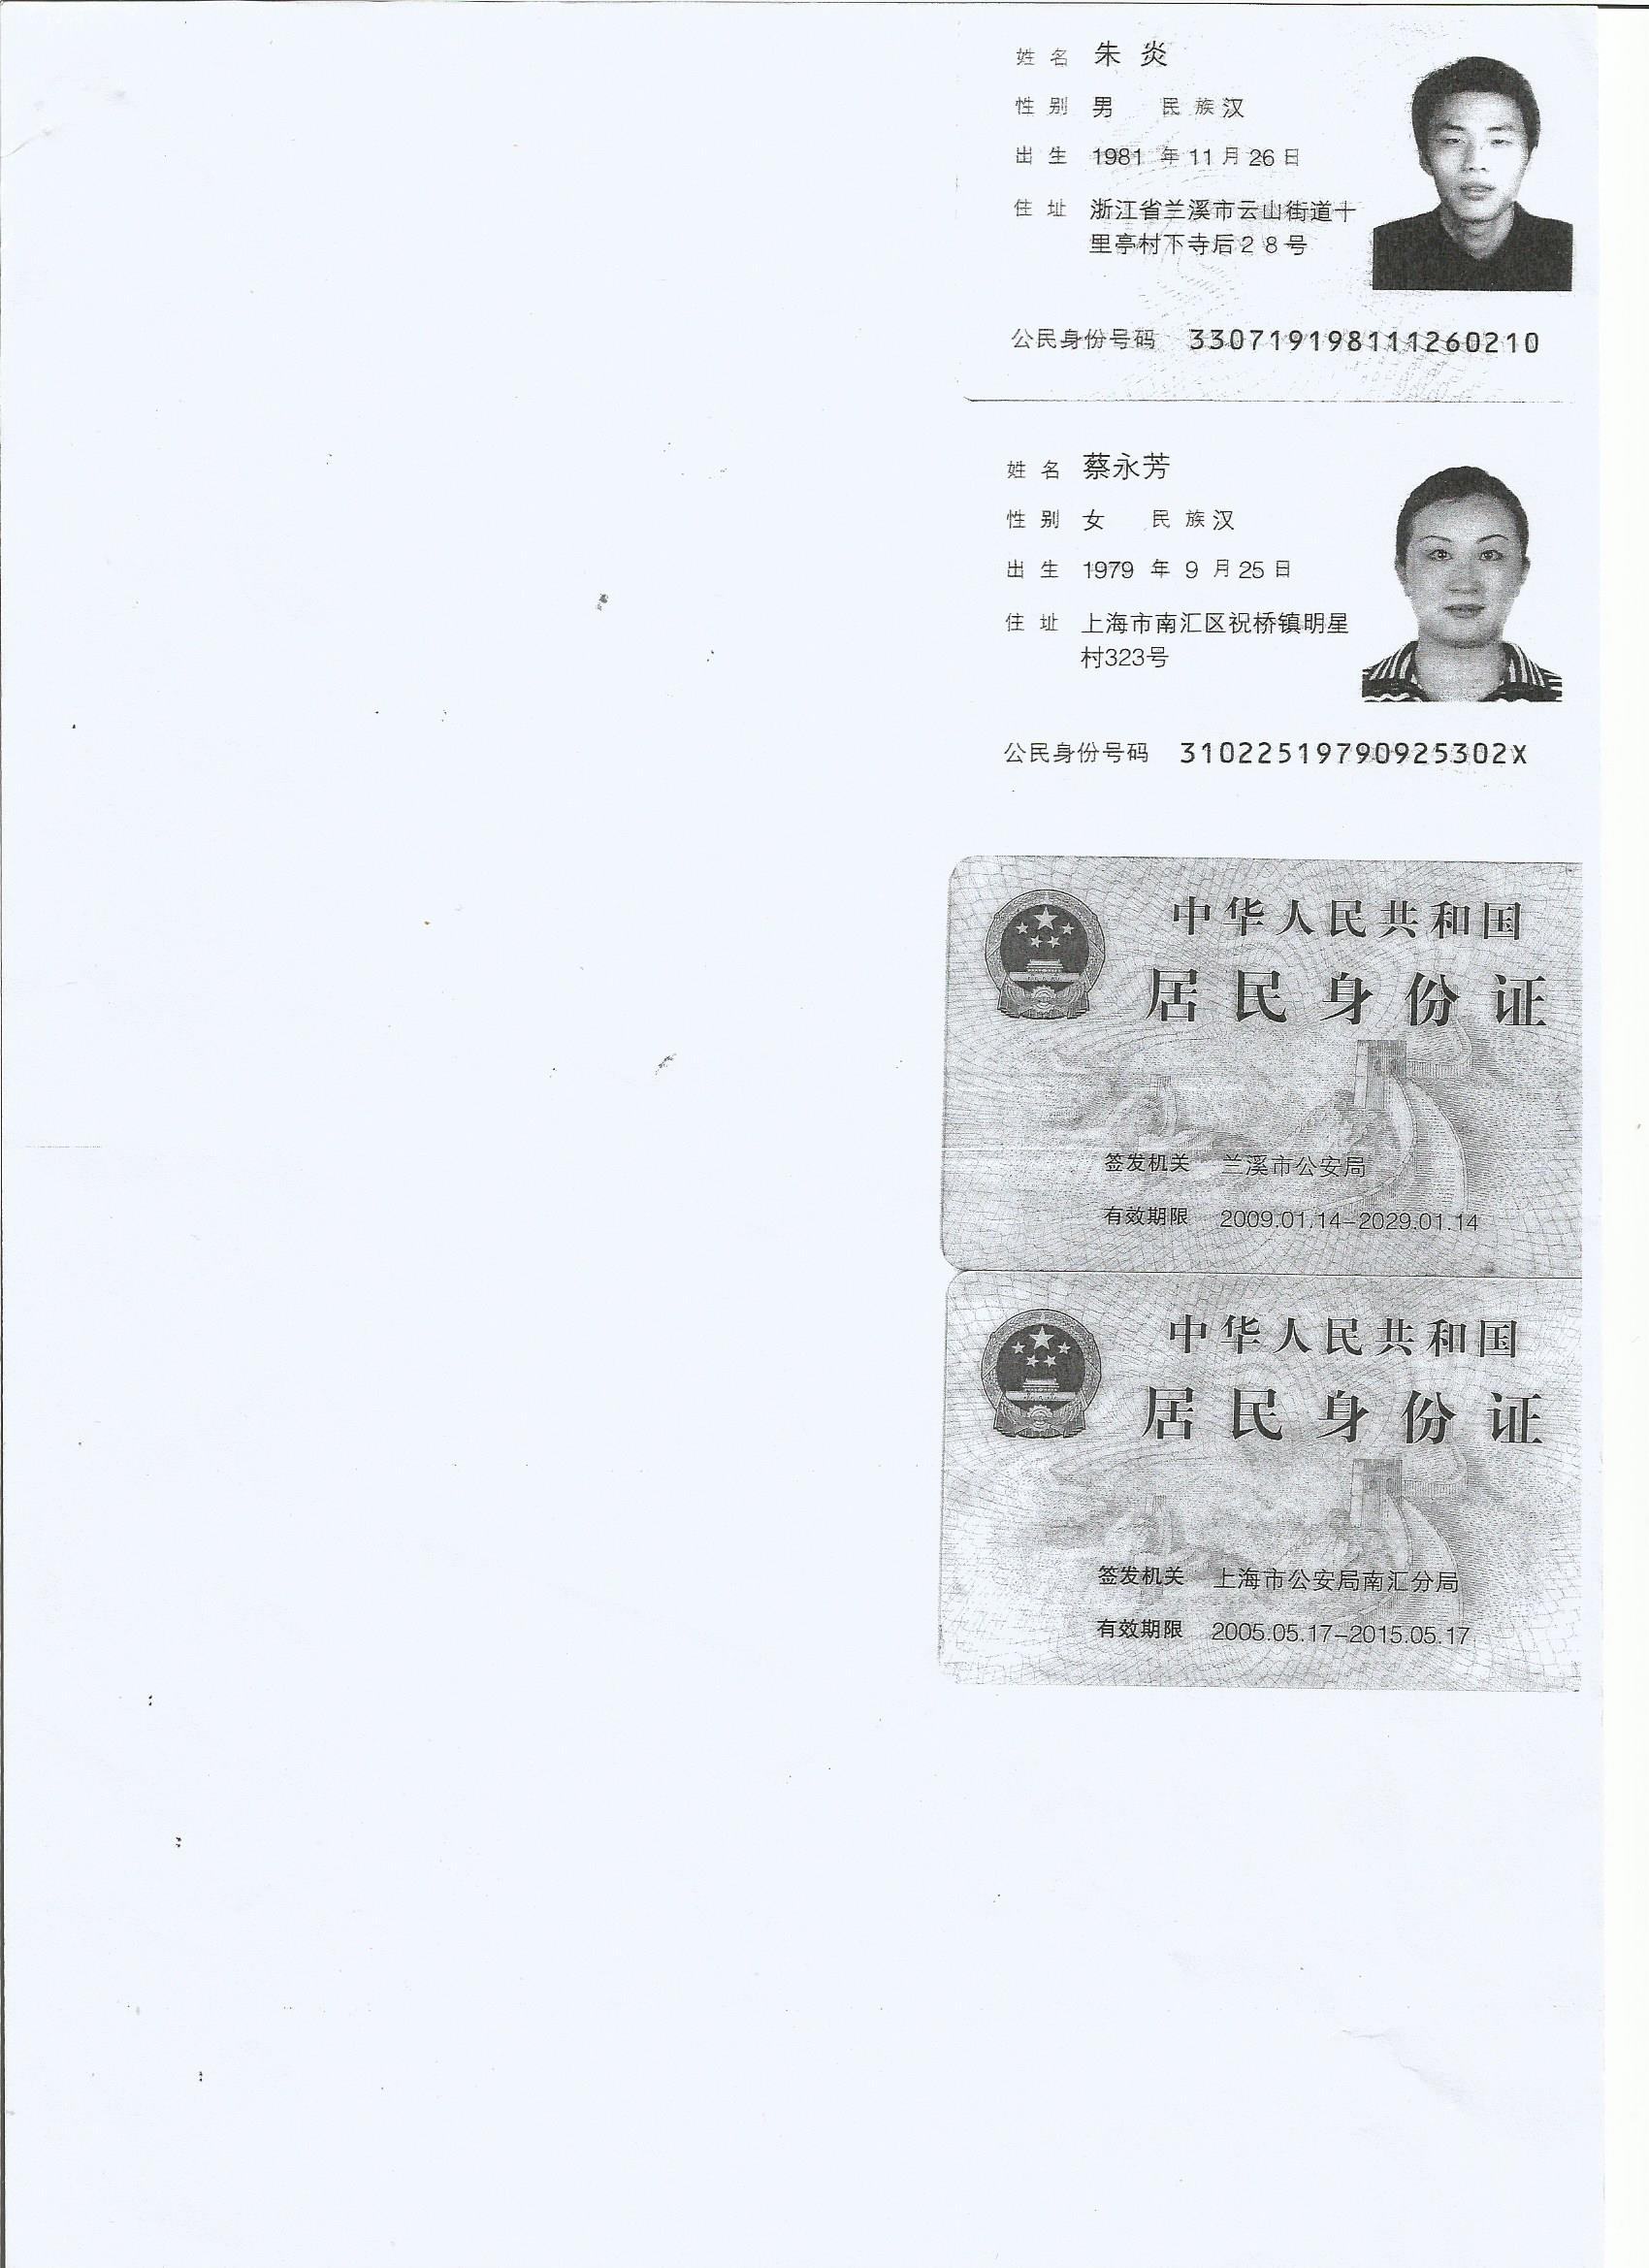 姓名 朱炎
性别 男 民族汉
出生 1981 年 11 月 26 日
住址 浙江省兰溪市云山街道十
里亭村下寺后28号
公民身份号码 330719198111260210
姓名 蔡永芳
性别 女 民族汉
出生 1979 年 9 月 25 日
住址 上海市南汇区祝桥镇明星
村323号
公民身份号码 31022519790925302X
中华人民共和国
居民身份证
签发机关 兰溪市公安局
有效期限 2009.01.14-2029.01.14
中华人民共和国
居民身份证
签发机关 上海市公安局南汇分局
有效期限 2005.05.17-2015.05.17